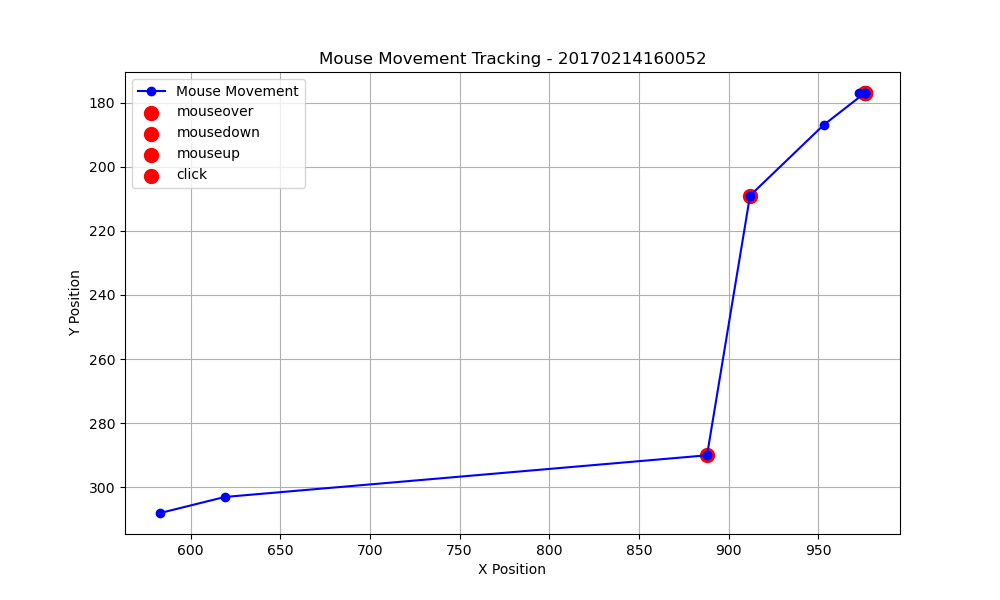 Mouse Movement Tracking - 20170214160052
Mouse Movement
mouseover
mousedown
mouseup
click
180
200
220
240
260
280
300
Y Position
600 650 700 750 800 850 900 950
X Position